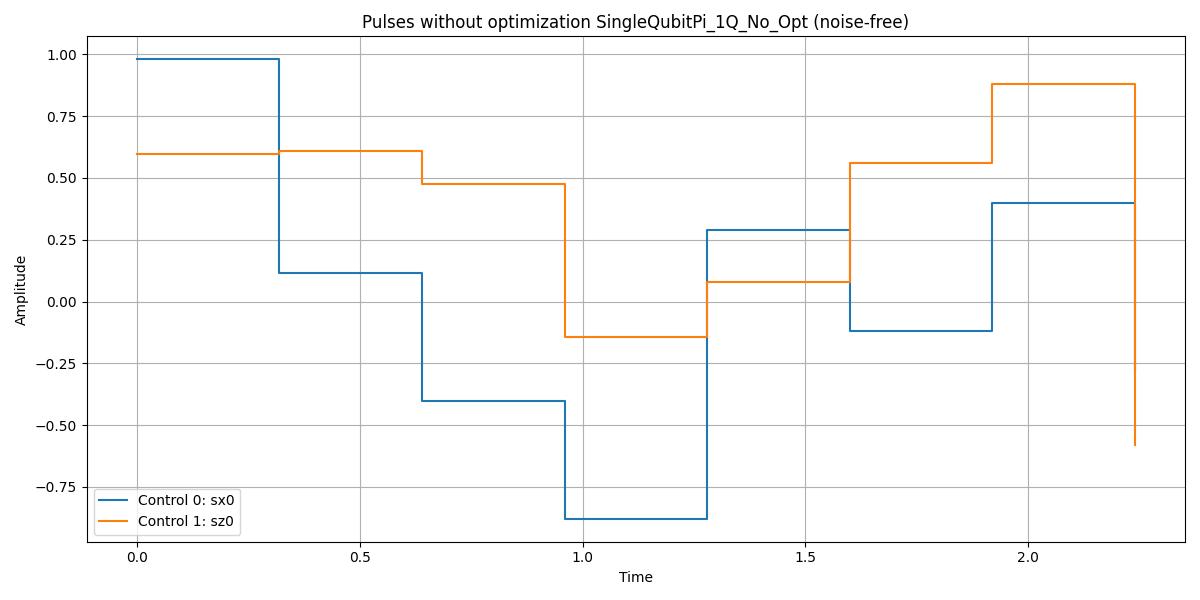 Pulses without optimization SingleQubitPi_1Q_No_Opt (noise-free)
1.00
0.75
0.50
0.25
0.00
−0.25
−0.50
−0.75
Amplitude
Control 0: sx0
Control 1: sz0
0.0 0.5 1.0 1.5 2.0
Time